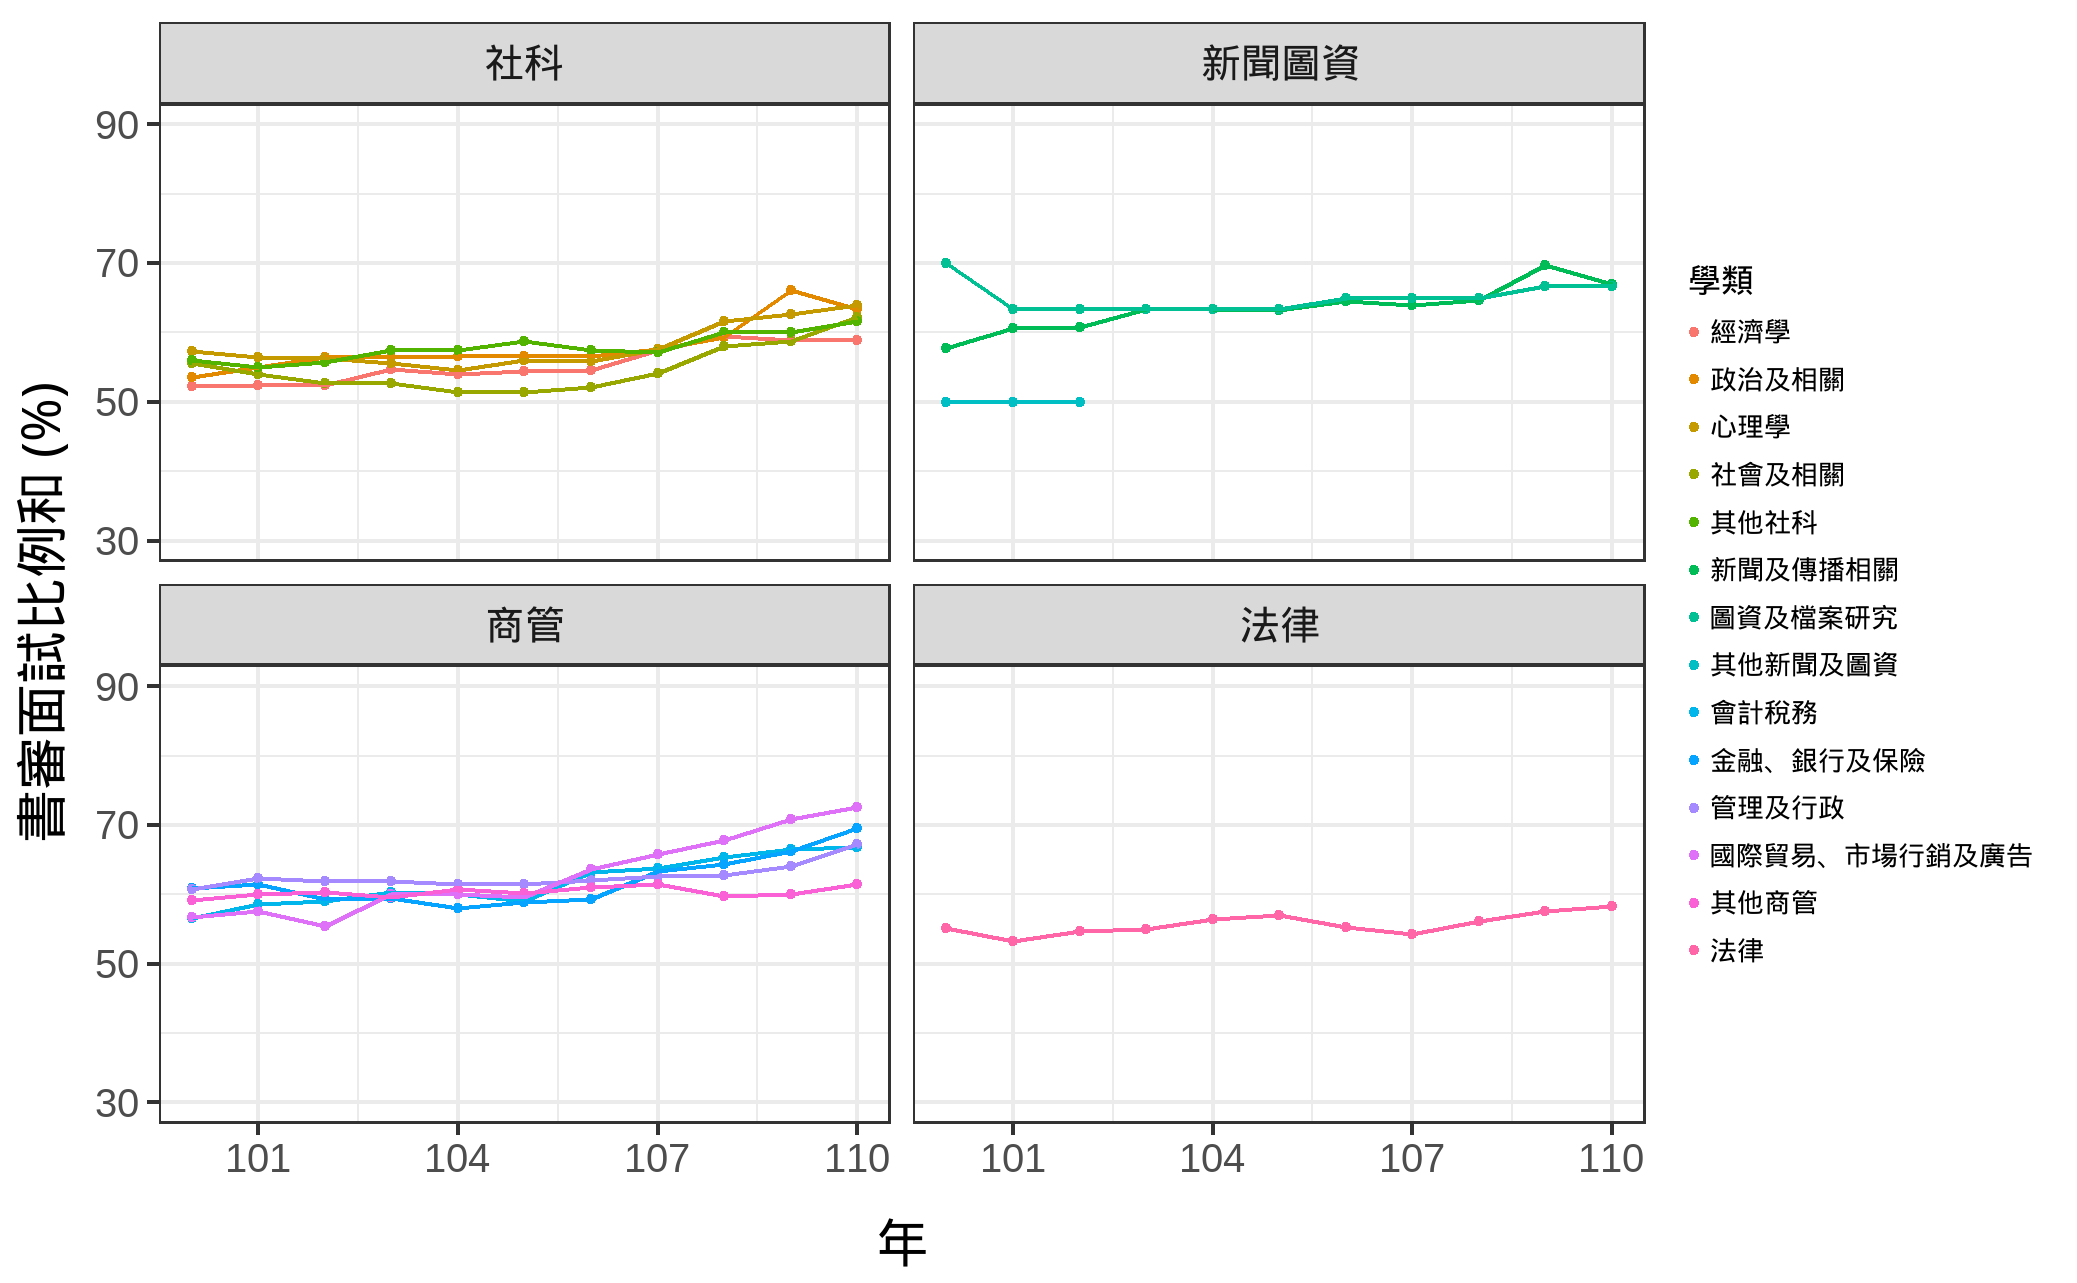 社科
新聞圖資
90
70
50
30
商管
法律
90
70
50
30
101 104 107 110
101 104 107 110
年
書審面試比例和 (%)
學類
經濟學
政治及相關
心理學
社會及相關
其他社科
新聞及傳播相關
圖資及檔案研究
其他新聞及圖資
會計稅務
金融、銀行及保險
管理及行政
國際貿易、市場行銷及廣告
其他商管
法律